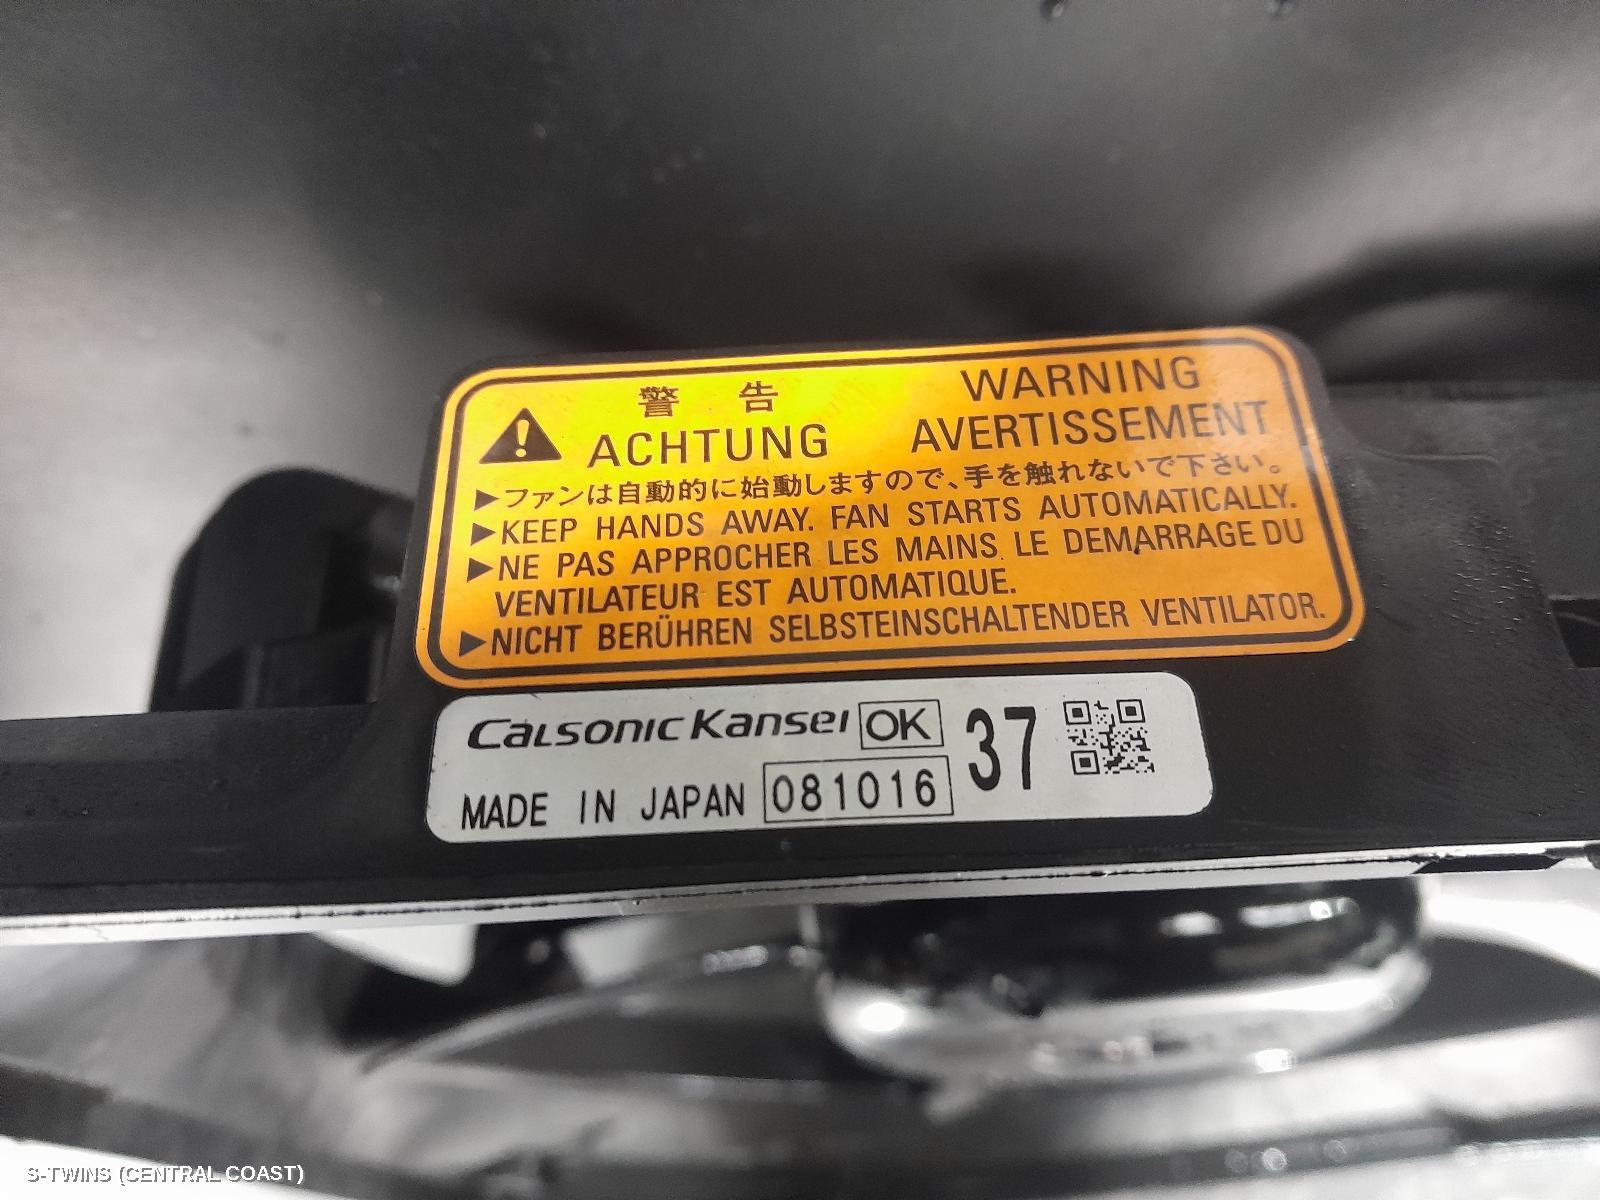 警告
WARNING
ACHTUNG
AVERTISSEMENT
▶ファンは自動的に始動しますので、手を触れないで下さい。
▶KEEP HANDS AWAY. FAN STARTS AUTOMATICALLY.
▶NE PAS APPROCHER LES MAINS. LE DEMARRAGE DU
VENTILATEUR EST AUTOMATIQUE.
▶NICHT BERÜHREN SELBSTEINSCHALTENDER VENTILATOR.
Calsonic Kansei OK 37
MADE IN JAPAN 081016
S-TWINS (CENTRAL COAST)